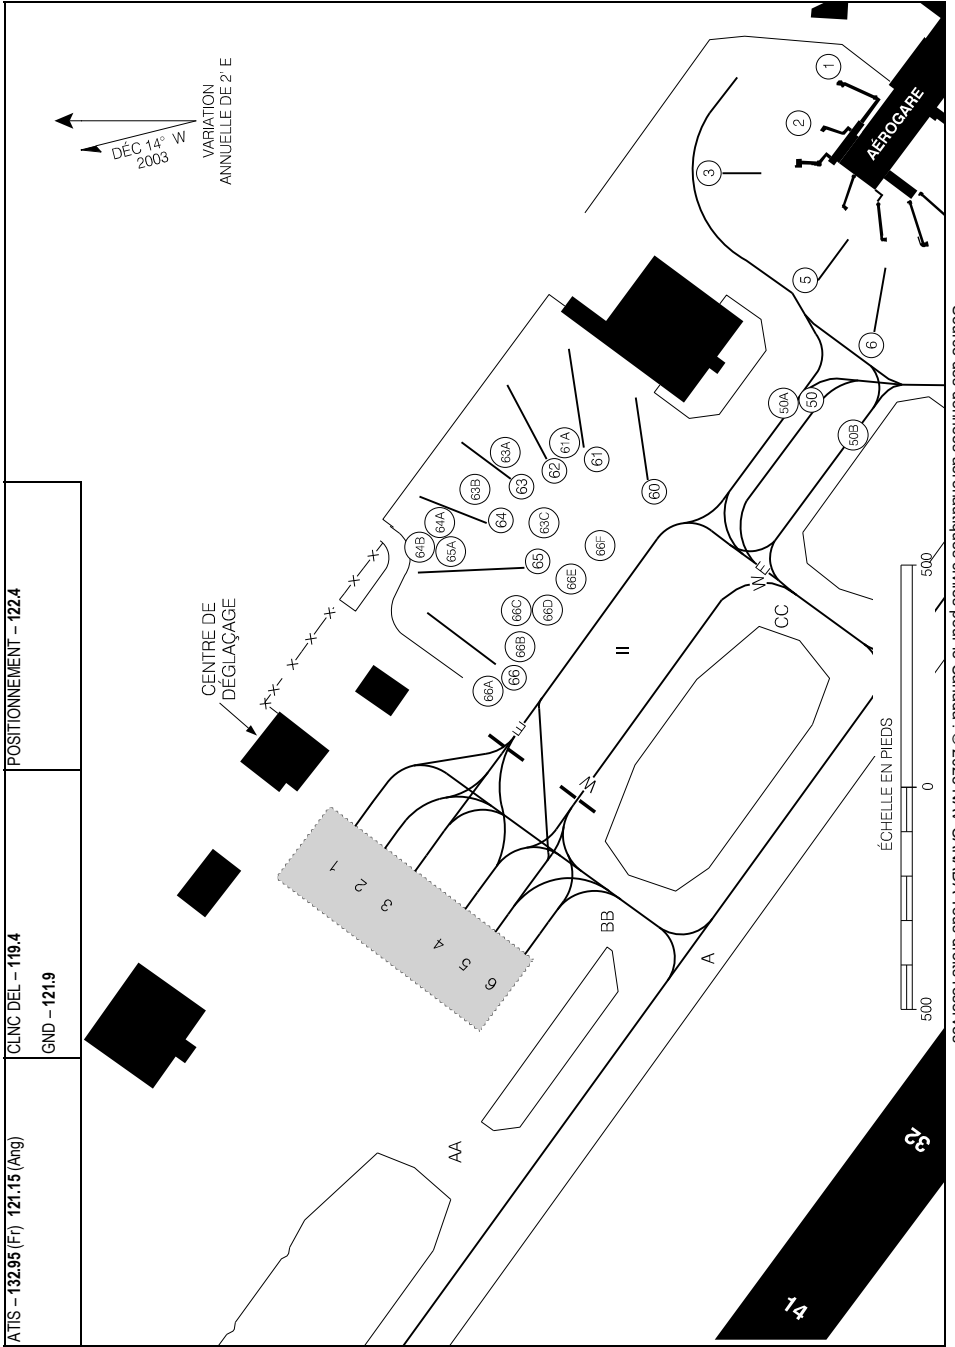 ATIS – 132.95 (Fr) 121.15 (Ang)
CLNC DEL – 119.4
GND – 121.9
POSITIONNEMENT – 122.4
DÉC 14° W
2003
VARIATION
ANNUELLE DE 2' E
CENTRE DE
DÉGLAÇAGE
AÉROGARE
1
2
3
5
6
50A
50
50B
60
61
61A
62
63A
63
63B
63C
64
64A
64B
65A
65
66F
66E
66D
66C
66B
66
66A
E
W
II
W
E
CC
BB
A
AA
1
2
3
4
5
6
ÉCHELLE EN PIEDS
500
0
500
14
32